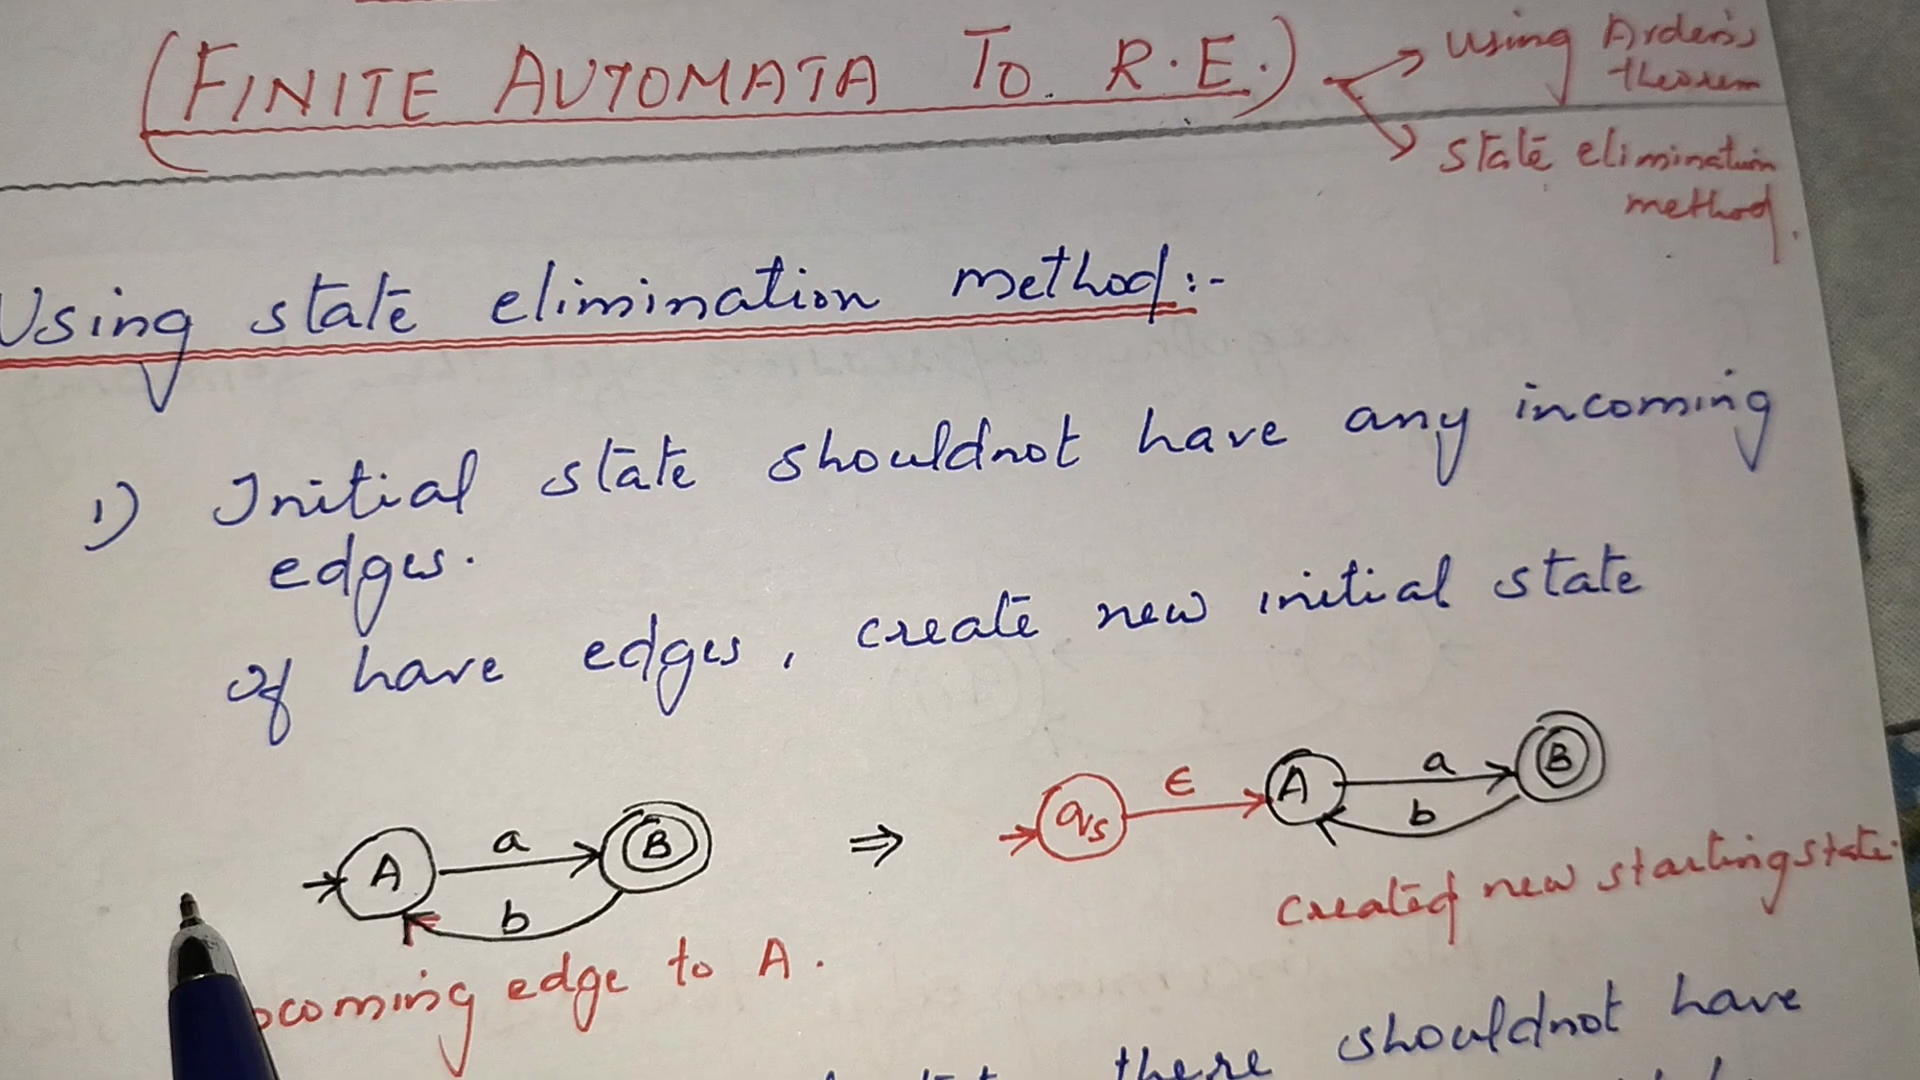 (FINITE AUTOMATA TO R.E.)
using Arden's
theorem
state elimination
method.
Using state elimination method:-
1) Initial state shouldnot have any incoming
edges.
If have edges, create new initial state
A a B b
⇒
qs ε A a B b
created new starting state.
edge to A.
there shouldnot have